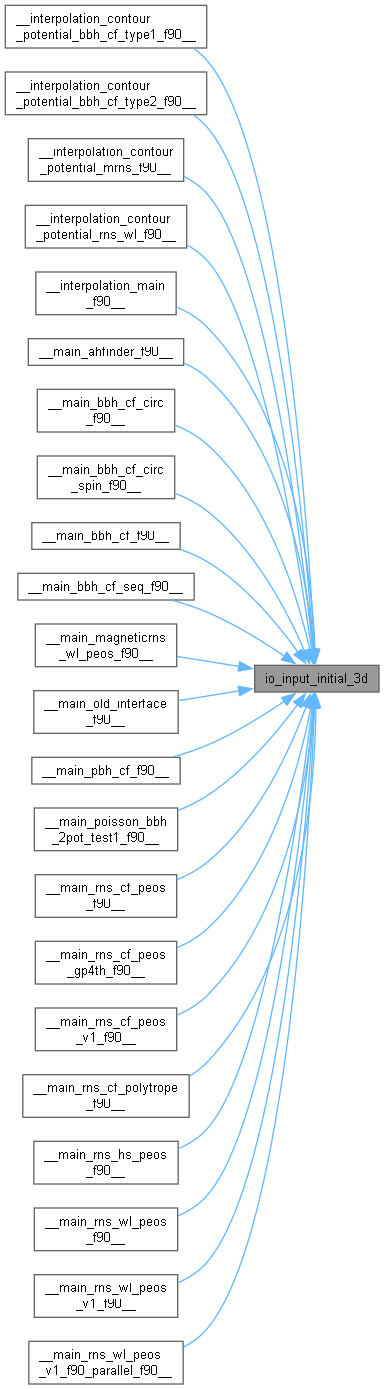 __interpolation_contour
_potential_bbh_cf_type1_f90__
__interpolation_contour
_potential_bbh_cf_type2_f90__
__interpolation_contour
_potential_mrns_f90__
__interpolation_contour
_potential_rns_wl_f90__
__interpolation_main
_f90__
__main_ahfinder_f90__
__main_bbh_cf_circ
_f90__
__main_bbh_cf_circ
_spin_f90__
__main_bbh_cf_f90__
__main_bbh_cf_seq_f90__
__main_magneticrns
_wl_peos_f90__
io_input_initial_3d
__main_old_interface
_f90__
__main_pbh_cf_f90__
__main_poisson_bbh
_2pot_test1_f90__
__main_rns_cf_peos
_f90__
__main_rns_cf_peos
_gp4th_f90__
__main_rns_cf_peos
_v1_f90__
__main_rns_cf_polytrope
_f90__
__main_rns_hs_peos
_f90__
__main_rns_wl_peos
_f90__
__main_rns_wl_peos
_v1_f90__
__main_rns_wl_peos
_v1_f90_parallel_f90__